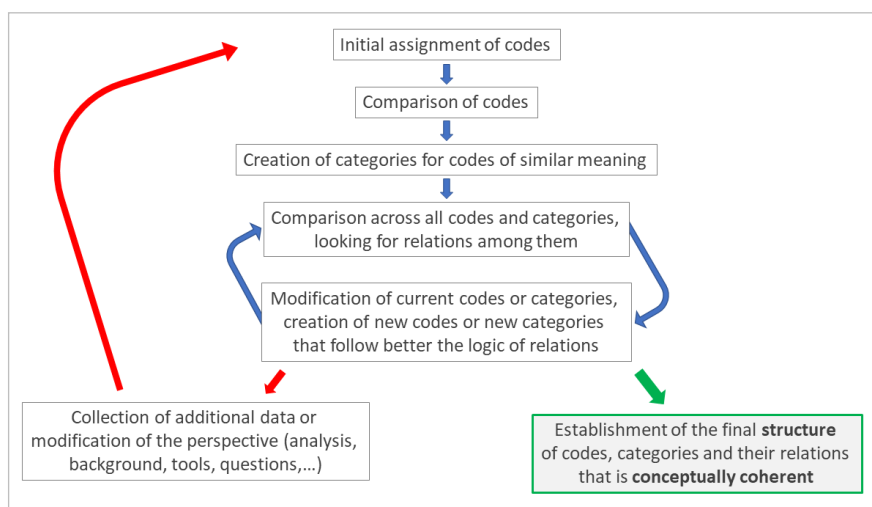 Initial assignment of codes
Comparison of codes
Creation of categories for codes of similar meaning
Comparison across all codes and categories,
looking for relations among them
Modification of current codes or categories,
creation of new codes or new categories
that follow better the logic of relations
Collection of additional data or
modification of the perspective (analysis,
background, tools, questions,...)
Establishment of the final structure
of codes, categories and their relations
that is conceptually coherent